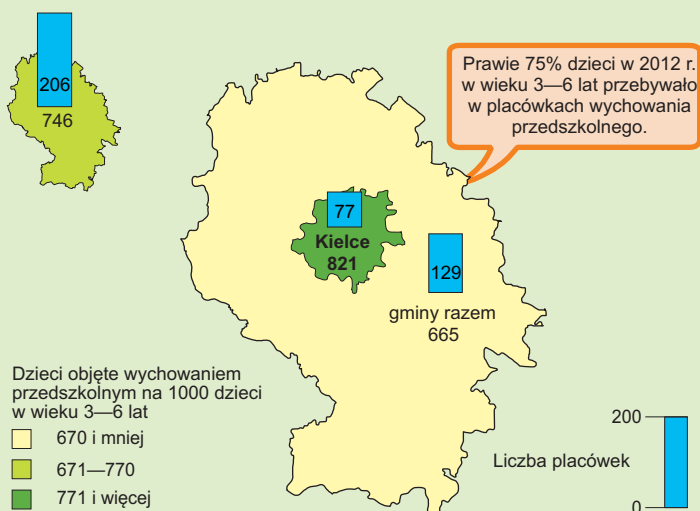 206
746
Prawie 75% dzieci w 2012 r.
w wieku 3—6 lat przebywało
w placówkach wychowania
przedszkolnego.
77
Kielce
821
129
gminy razem
665
Dzieci objęte wychowaniem
przedszkolnym na 1000 dzieci
w wieku 3—6 lat
670 i mniej
671—770
771 i więcej
200
Liczba placówek
0